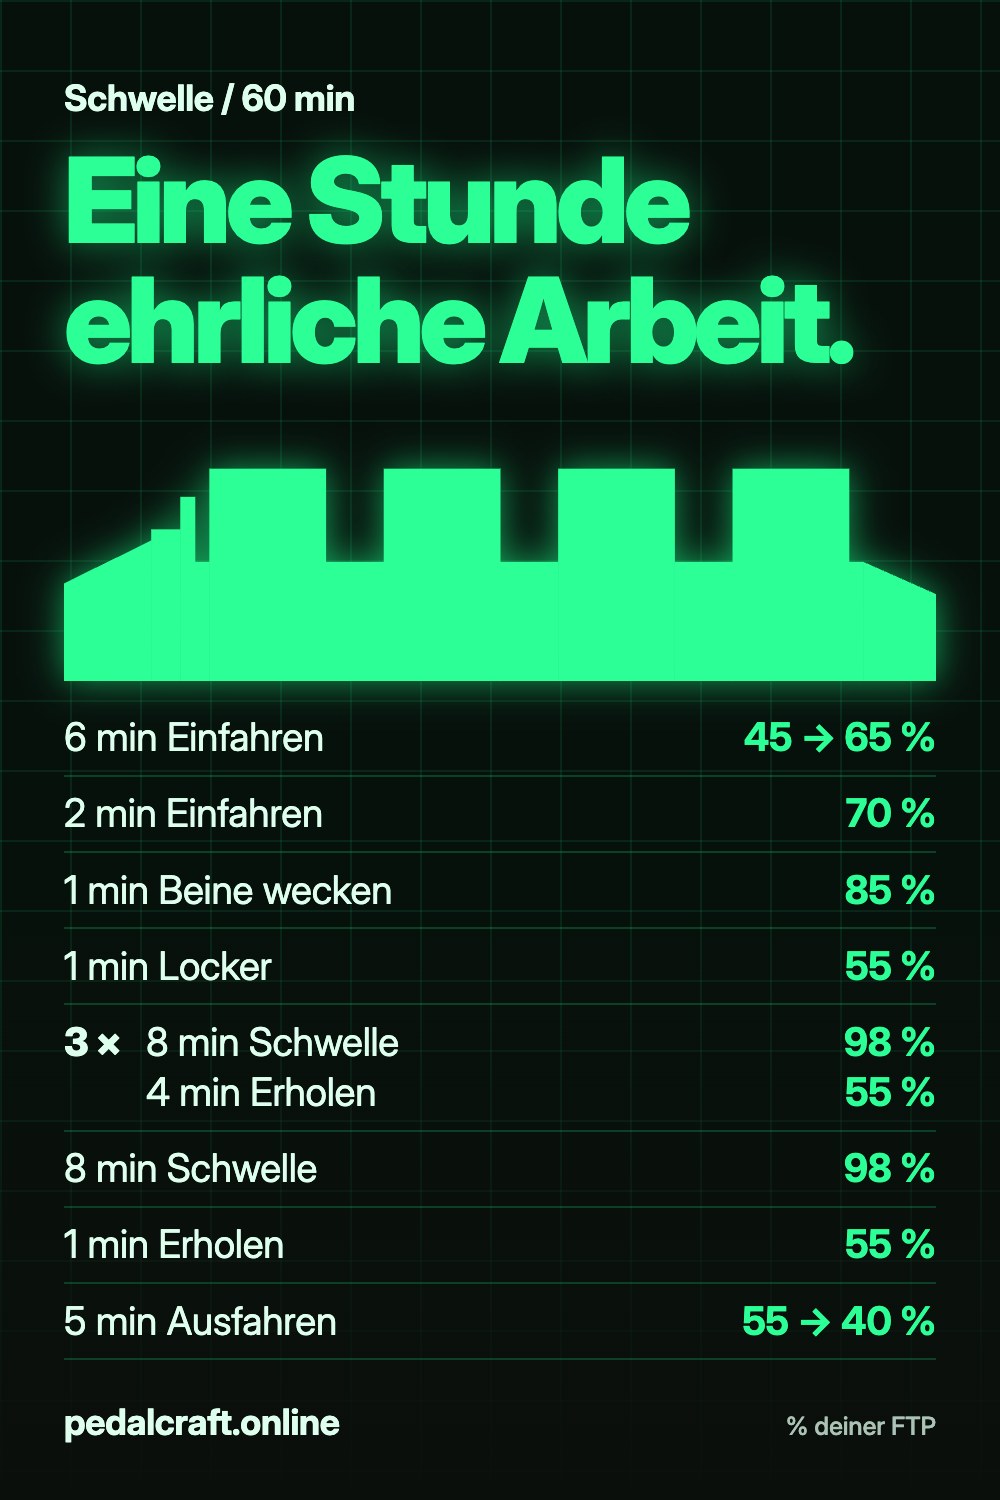 Schwelle / 60 min
Eine Stunde
ehrliche Arbeit.
6 min Einfahren 45 → 65 %
2 min Einfahren 70 %
1 min Beine wecken 85 %
1 min Locker 55 %
3 × 8 min Schwelle 98 %
4 min Erholen 55 %
8 min Schwelle 98 %
1 min Erholen 55 %
5 min Ausfahren 55 → 40 %
pedalcraft.online % deiner FTP